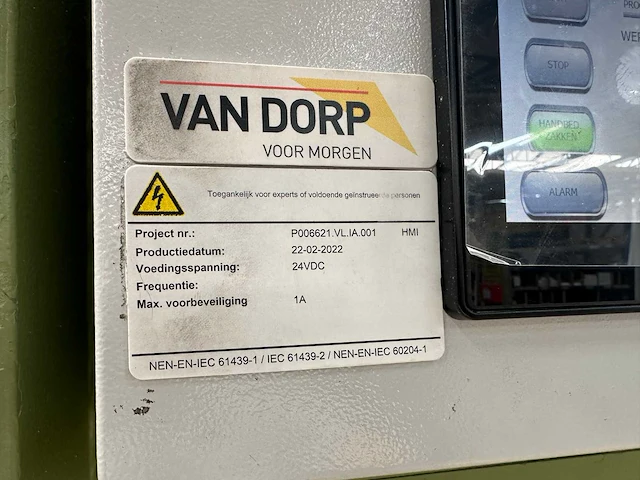 VAN DORP
VOOR MORGEN
Toegankelijk voor experts of voldoende geïnstrueerde personen
Project nr.: P006621.VL.IA.001 HMI
Productiedatum: 22-02-2022
Voedingsspanning: 24VDC
Frequentie:
Max. voorbeveiliging 1A
NEN-EN-IEC 61439-1 / IEC 61439-2 / NEN-EN-IEC 60204-1
STOP
HANDBED.
ZAKKEN
ALARM